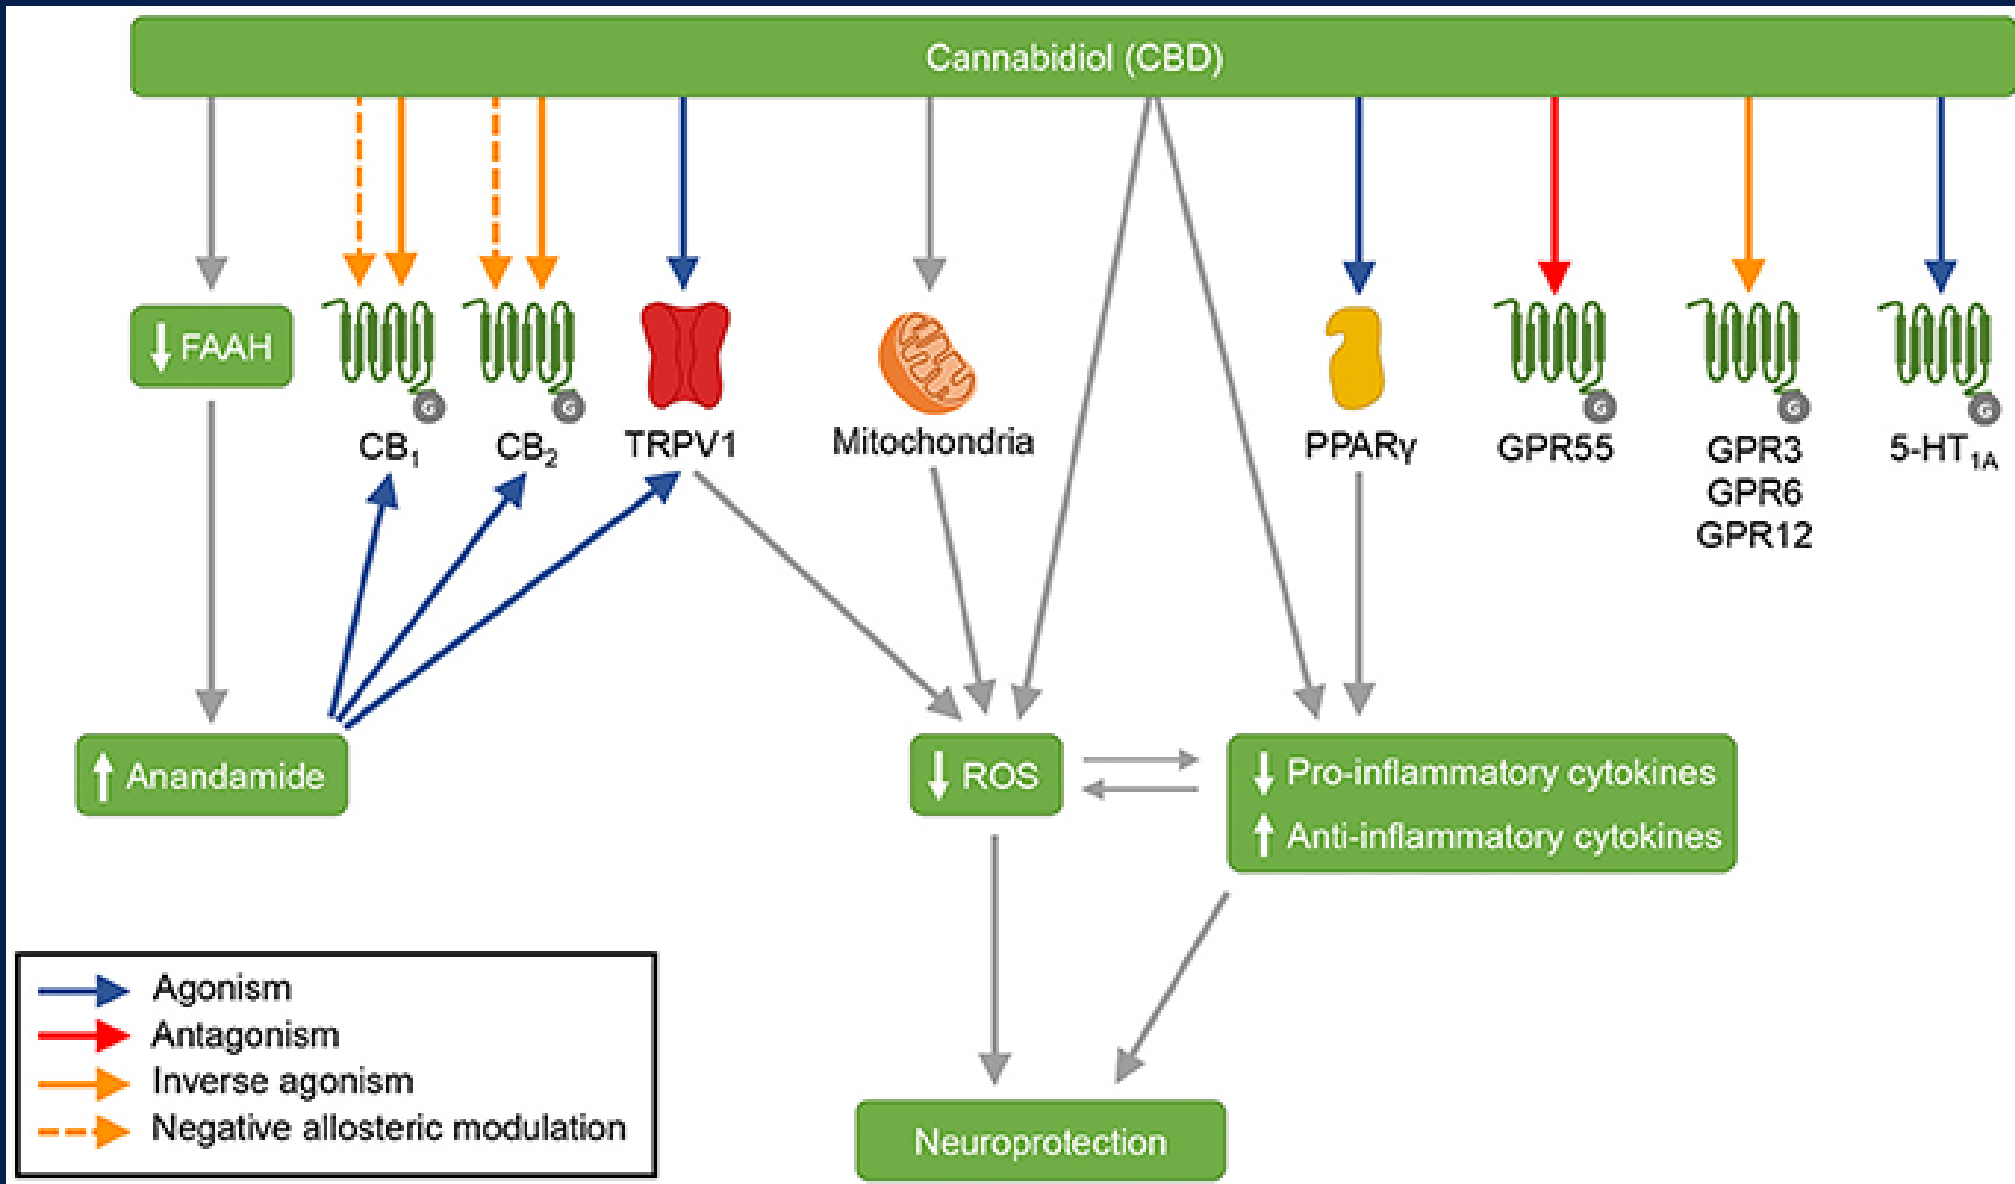 Cannabidiol (CBD)
↓ FAAH
G
CB₁
G
CB₂
TRPV1
Mitochondria
PPARγ
G
GPR55
G
GPR3
GPR6
GPR12
G
5-HT₁A
↑ Anandamide
↓ ROS
↓ Pro-inflammatory cytokines
↑ Anti-inflammatory cytokines
Agonism
Antagonism
Inverse agonism
Negative allosteric modulation
Neuroprotection